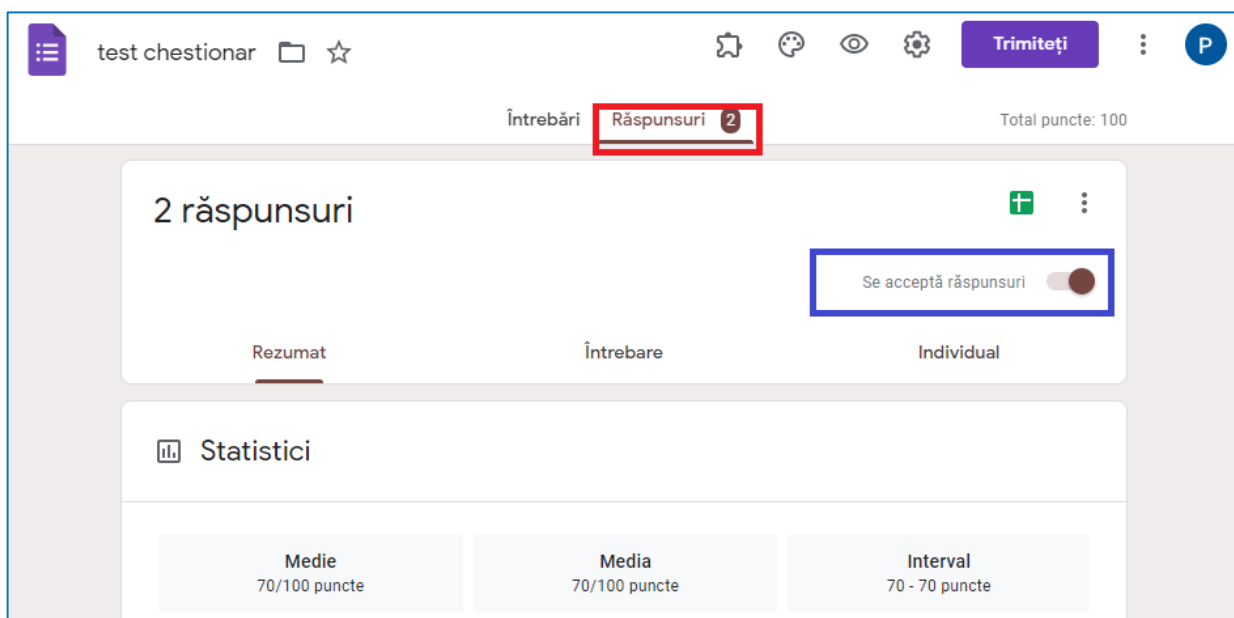 test chestionar Trimiteți P
Întrebări Răspunsuri 2 Total puncte: 100
2 răspunsuri
Se acceptă răspunsuri
Rezumat Întrebare Individual
Statistici
Medie Media Interval
70/100 puncte 70/100 puncte 70 - 70 puncte